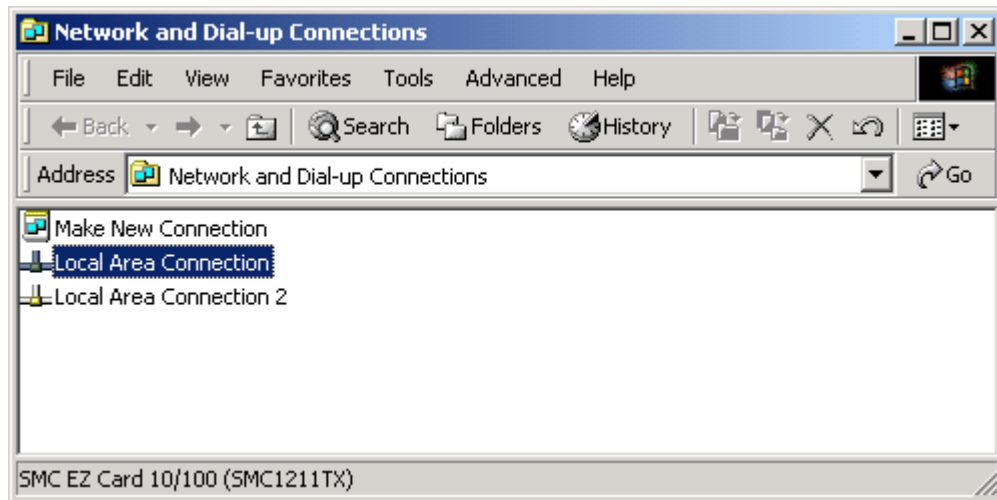 Network and Dial-up Connections
File Edit View Favorites Tools Advanced Help
Back Search Folders History
Address Network and Dial-up Connections Go
Make New Connection
Local Area Connection
Local Area Connection 2
SMC EZ Card 10/100 (SMC1211TX)